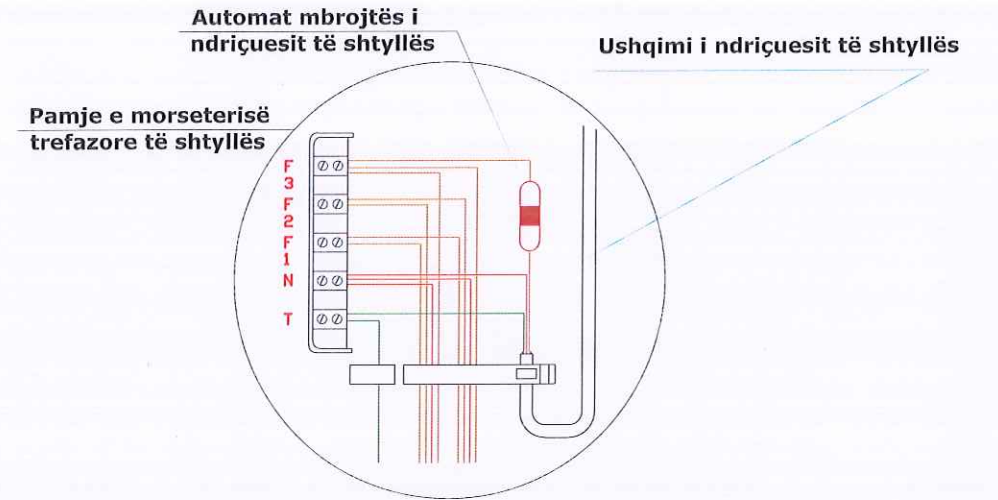 Automat mbrojtës i
ndriçuesit të shtyllës
Ushqimi i ndriçuesit të shtyllës
Pamje e morseterisë
trefazore të shtyllës
F
3
F
2
F
1
N
T